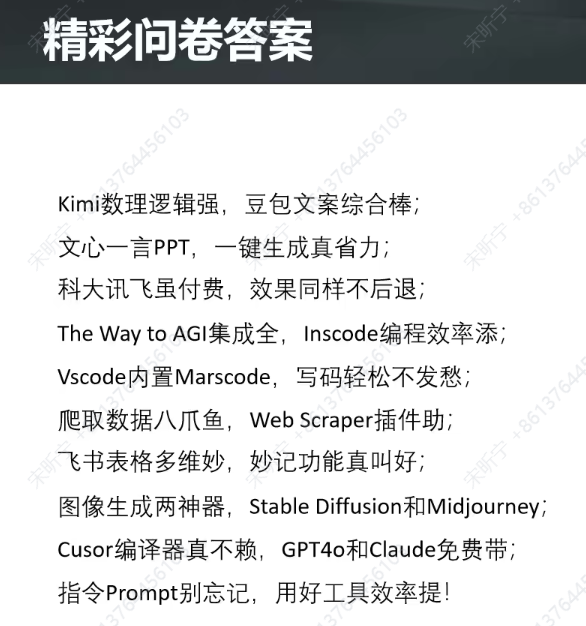 精彩问卷答案
Kimi数理逻辑强，豆包文案综合棒；
文心一言PPT，一键生成真省力；
科大讯飞虽付费，效果同样不后退；
The Way to AGI集成全，Inscode编程效率添；
Vscode内置Marscode，写码轻松不发愁；
爬取数据八爪鱼，Web Scraper插件助；
飞书表格多维妙，妙记功能真叫好；
图像生成两神器，Stable Diffusion和Midjourney；
Cusor编译器真不赖，GPT4o和Claude免费带；
指令Prompt别忘记，用好工具效率提！
宋昕宁 +8613764456103